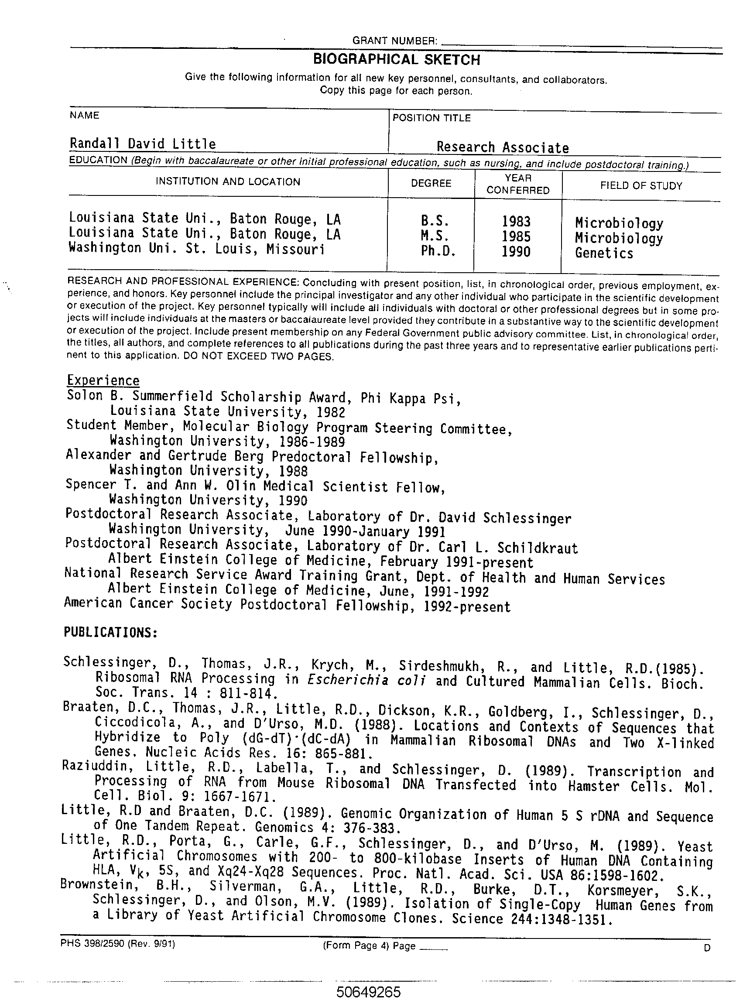 GRANT NUMBER:
BIOGRAPHICAL SKETCH
Give the following information for all new key personnel, consultants, and collaborators.
Copy this page for each person.
NAME
POSITION TITLE
Randall David Little
Research Associate
EDUCATION (Begin with baccalaureate or other initial professional education, such as nursing, and include postdoctoral training.)
INSTITUTION AND LOCATION DEGREE YEAR CONFERRED FIELD OF STUDY
Louisiana State Uni., Baton Rouge, LA B.S. 1983 Microbiology
Louisiana State Uni., Baton Rouge, LA M.S. 1985 Microbiology
Washington Uni. St. Louis, Missouri Ph.D. 1990 Genetics
RESEARCH AND PROFESSIONAL EXPERIENCE: Concluding with present position, list, in chronological order, previous employment, ex-
perience, and honors. Key personnel include the principal investigator and any other individual who participate in the scientific development
or execution of the project. Key personnel typically will include all individuals with doctoral or other professional degrees but in some pro-
jects will include individuals at the masters or baccalaureate level provided they contribute in a substantive way to the scientific development
or execution of the project. Include present membership on any Federal Government public advisory committee. List, in chronological order,
the titles, all authors, and complete references to all publications during the past three years and to representative earlier publications perti-
nent to this application. DO NOT EXCEED TWO PAGES.
Experience
Solon B. Summerfield Scholarship Award, Phi Kappa Psi,
Louisiana State University, 1982
Student Member, Molecular Biology Program Steering Committee,
Washington University, 1986-1989
Alexander and Gertrude Berg Predoctoral Fellowship,
Washington University, 1988
Spencer T. and Ann W. Olin Medical Scientist Fellow,
Washington University, 1990
Postdoctoral Research Associate, Laboratory of Dr. David Schlessinger
Washington University, June 1990-January 1991
Postdoctoral Research Associate, Laboratory of Dr. Carl L. Schildkraut
Albert Einstein College of Medicine, February 1991-present
National Research Service Award Training Grant, Dept. of Health and Human Services
Albert Einstein College of Medicine, June, 1991-1992
American Cancer Society Postdoctoral Fellowship, 1992-present
PUBLICATIONS:
Schlessinger, D., Thomas, J.R., Krych, M., Sirdeshmukh, R., and Little, R.D.(1985).
Ribosomal RNA Processing in Escherichia coli and Cultured Mammalian Cells. Bioch.
Soc. Trans. 14 : 811-814.
Braaten, D.C., Thomas, J.R., Little, R.D., Dickson, K.R., Goldberg, I., Schlessinger, D.,
Ciccodicola, A., and D'Urso, M.D. (1988). Locations and Contexts of Sequences that
Hybridize to Poly (dG-dT)·(dC-dA) in Mammalian Ribosomal DNAs and Two X-linked
Genes. Nucleic Acids Res. 16: 865-881.
Raziuddin, Little, R.D., Labella, T., and Schlessinger, D. (1989). Transcription and
Processing of RNA from Mouse Ribosomal DNA Transfected into Hamster Cells. Mol.
Cell. Biol. 9: 1667-1671.
Little, R.D and Braaten, D.C. (1989). Genomic Organization of Human 5 S rDNA and Sequence
of One Tandem Repeat. Genomics 4: 376-383.
Little, R.D., Porta, G., Carle, G.F., Schlessinger, D., and D'Urso, M. (1989). Yeast
Artificial Chromosomes with 200- to 800-kilobase Inserts of Human DNA Containing
HLA, Vk, 5S, and Xq24-Xq28 Sequences. Proc. Natl. Acad. Sci. USA 86:1598-1602.
Brownstein, B.H., Silverman, G.A., Little, R.D., Burke, D.T., Korsmeyer, S.K.,
Schlessinger, D., and Olson, M.V. (1989). Isolation of Single-Copy Human Genes from
a Library of Yeast Artificial Chromosome Clones. Science 244:1348-1351.
PHS 398/2590 (Rev. 9/91) (Form Page 4) Page D
50649265